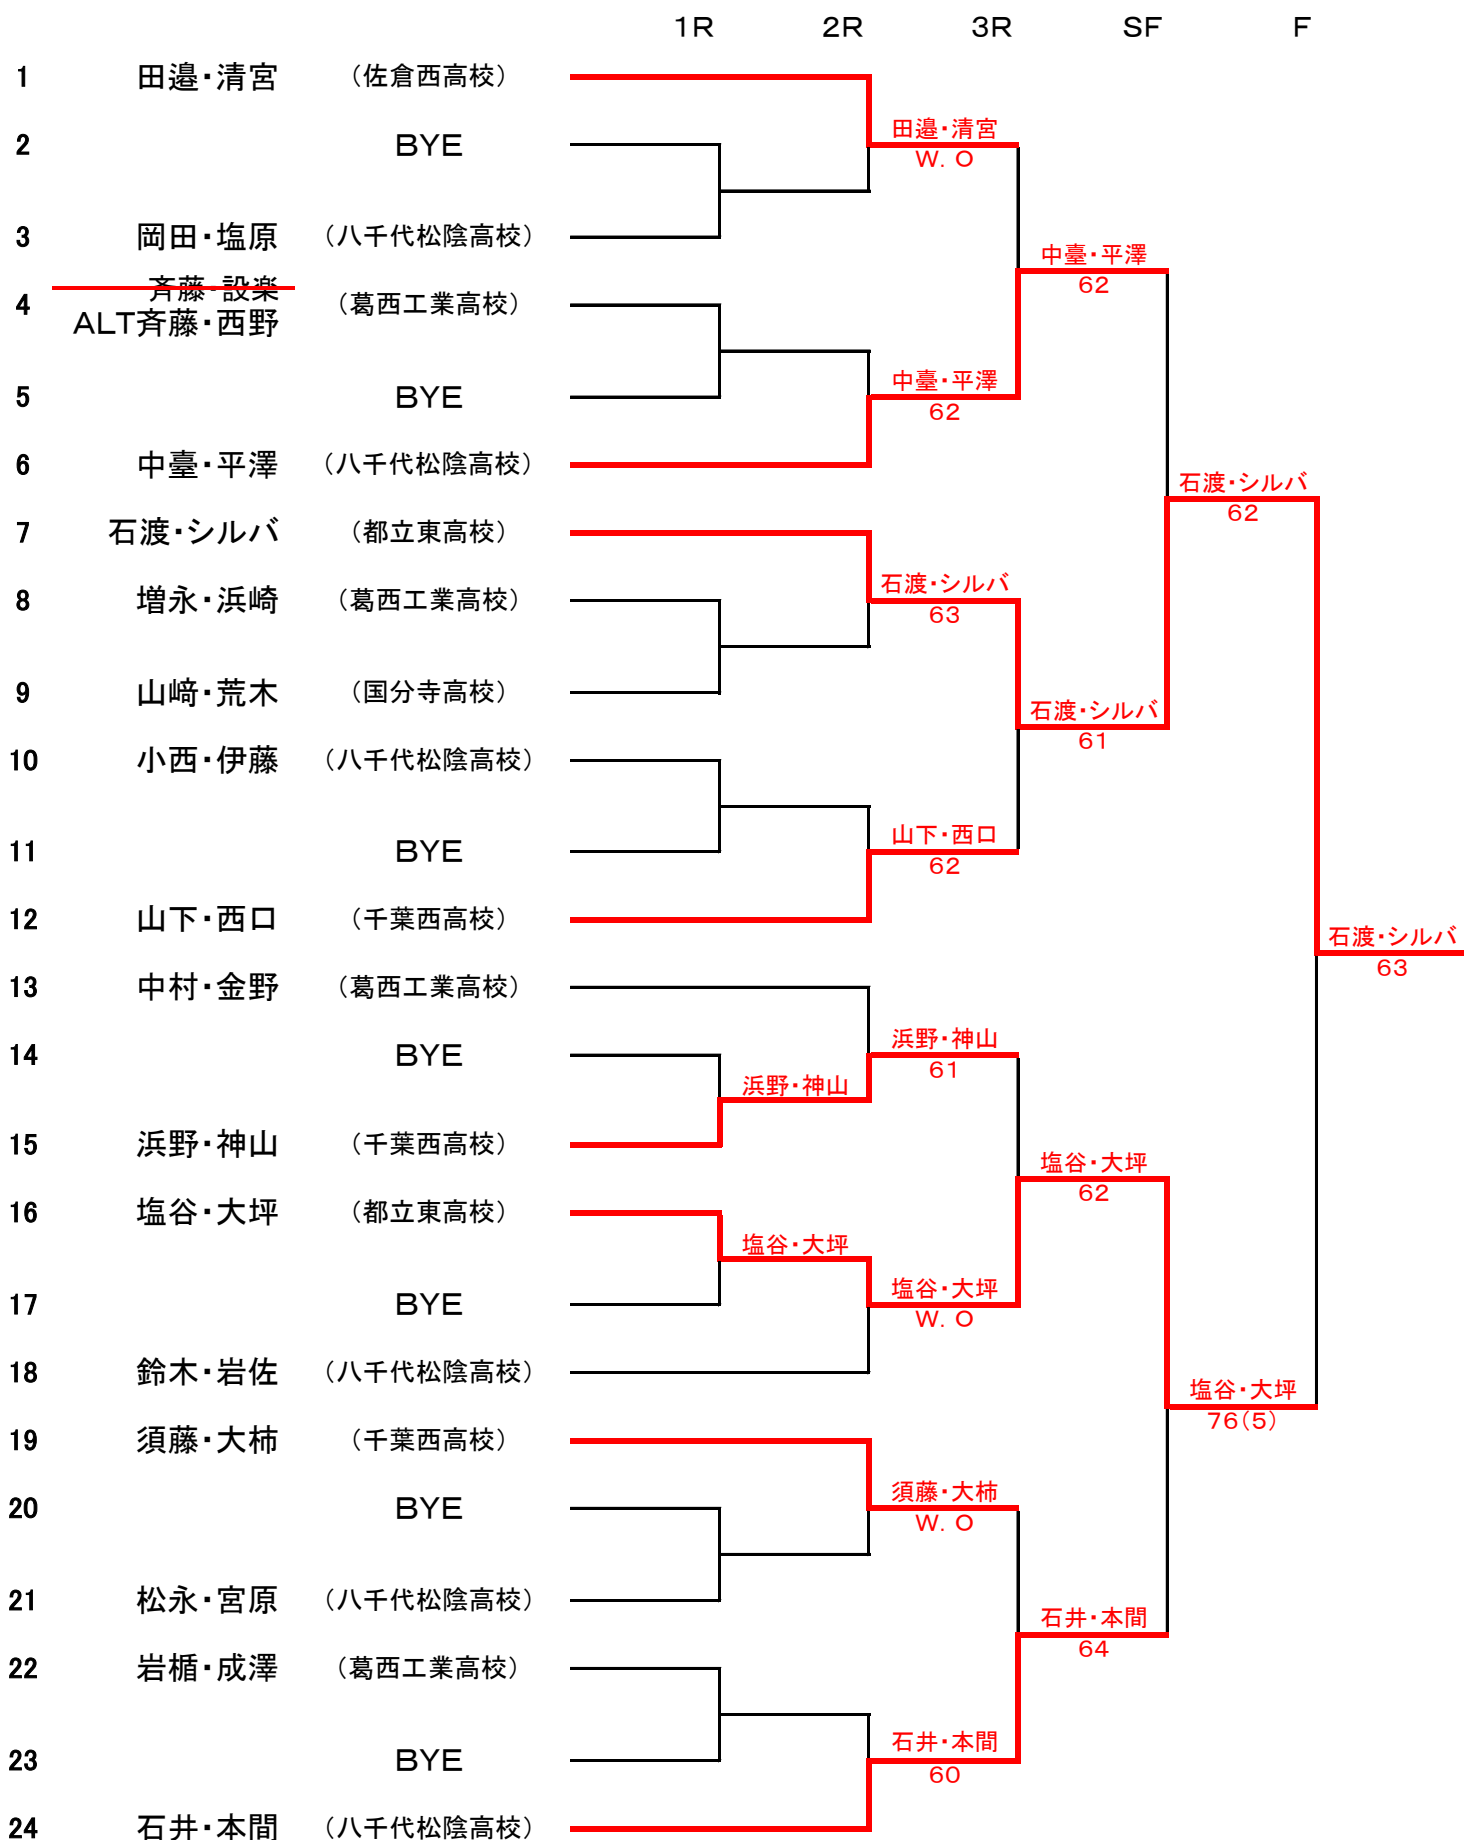 1R 2R 3R SF F
1 田邉・清宮 （佐倉西高校）
田邉・清宮
2 BYE
W.O
3 岡田・塩原 （八千代松陰高校）
中臺・平澤
斉藤・設楽
62
4 （葛西工業高校）
ALT斉藤・西野
中臺・平澤
5 BYE
62
6 中臺・平澤 （八千代松陰高校）
石渡・シルバ
62
7 石渡・シルバ （都立東高校）
石渡・シルバ
8 増永・浜崎 （葛西工業高校）
63
9 山﨑・荒木 （国分寺高校）
石渡・シルバ
61
10 小西・伊藤 （八千代松陰高校）
山下・西口
11 BYE
62
12 山下・西口 （千葉西高校）
石渡・シルバ
63
13 中村・金野 （葛西工業高校）
浜野・神山
14 BYE
61
浜野・神山
15 浜野・神山 （千葉西高校）
塩谷・大坪
62
16 塩谷・大坪 （都立東高校）
塩谷・大坪
塩谷・大坪
17 BYE
W.O
18 鈴木・岩佐 （八千代松陰高校）
塩谷・大坪
76(5)
19 須藤・大柿 （千葉西高校）
須藤・大柿
20 BYE
W.O
21 松永・宮原 （八千代松陰高校）
石井・本間
64
22 岩楯・成澤 （葛西工業高校）
石井・本間
23 BYE
60
24 石井・本間 （八千代松陰高校）